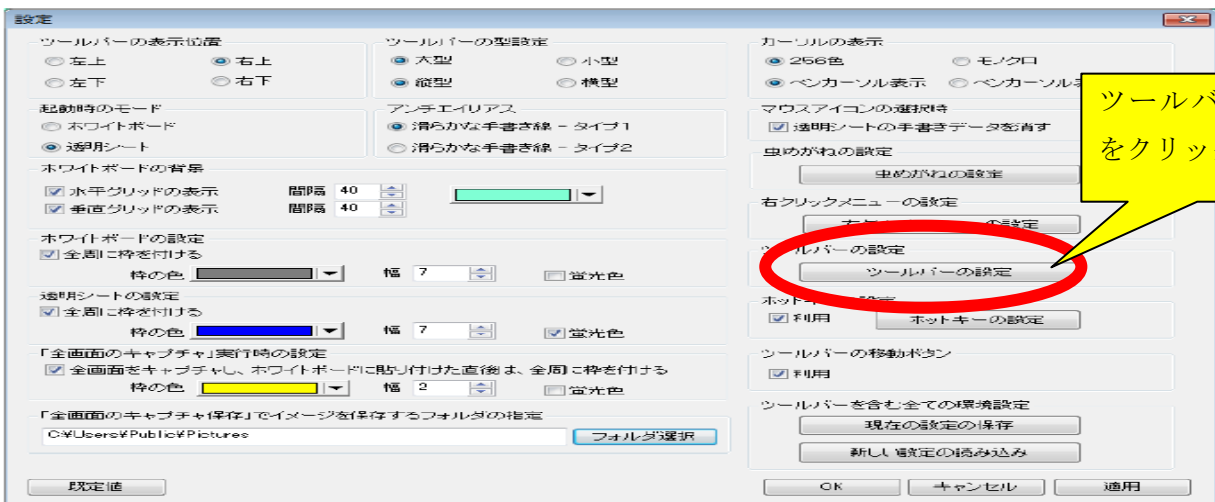 設定
ツールバーの表示位置
左上
右上
左下
右下
ツールバーの型設定
大型
小型
縦型
横型
カーソルの表示
256色
モノクロ
ペンカーソル表示
ペンカーソル
起動時のモード
ホワイトボード
透明シート
アンチエイリアス
滑らかな手書き線 - タイプ1
滑らかな手書き線 - タイプ2
マウスアイコンの選択時
透明シートの手書きデータを消す
ツールバ
をクリッ
虫めがねの設定
虫めがねの設定
ホワイトボードの背景
水平グリッドの表示 間隔 40
垂直グリッドの表示 間隔 40
右クリックメニューの設定
の設定
ホワイトボードの設定
全周に枠を付ける
枠の色 幅 7 蛍光色
ツールバーの設定
ツールバーの設定
透明シートの設定
全周に枠を付ける
枠の色 幅 7 蛍光色
ホットキーの設定
利用 ホットキーの設定
「全画面のキャプチャ」実行時の設定
全画面をキャプチャし、ホワイトボードに貼り付けた直後は、全周に枠を付ける
枠の色 幅 2 蛍光色
ツールバーの移動ボタン
利用
「全画面のキャプチャ保存」でイメージを保存するフォルダの指定
C:¥Users¥Public¥Pictures フォルダ選択
ツールバーを含む全ての環境設定
現在の設定の保存
新しい設定の読み込み
既定値 OK キャンセル 適用